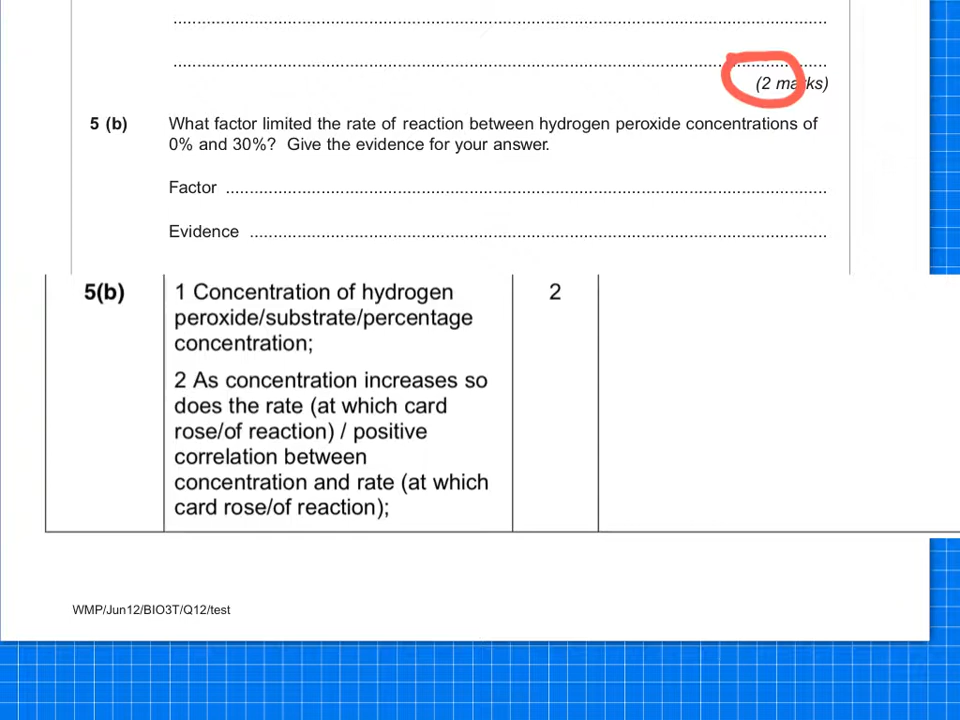 ................................................................................
................................................................................
(2 marks)
5 (b) What factor limited the rate of reaction between hydrogen peroxide concentrations of
0% and 30%? Give the evidence for your answer.
Factor ................................................................................
Evidence ................................................................................
5(b) 1 Concentration of hydrogen 2
peroxide/substrate/percentage
concentration;
2 As concentration increases so
does the rate (at which card
rose/of reaction) / positive
correlation between
concentration and rate (at which
card rose/of reaction);
WMP/Jun12/BIO3T/Q12/test